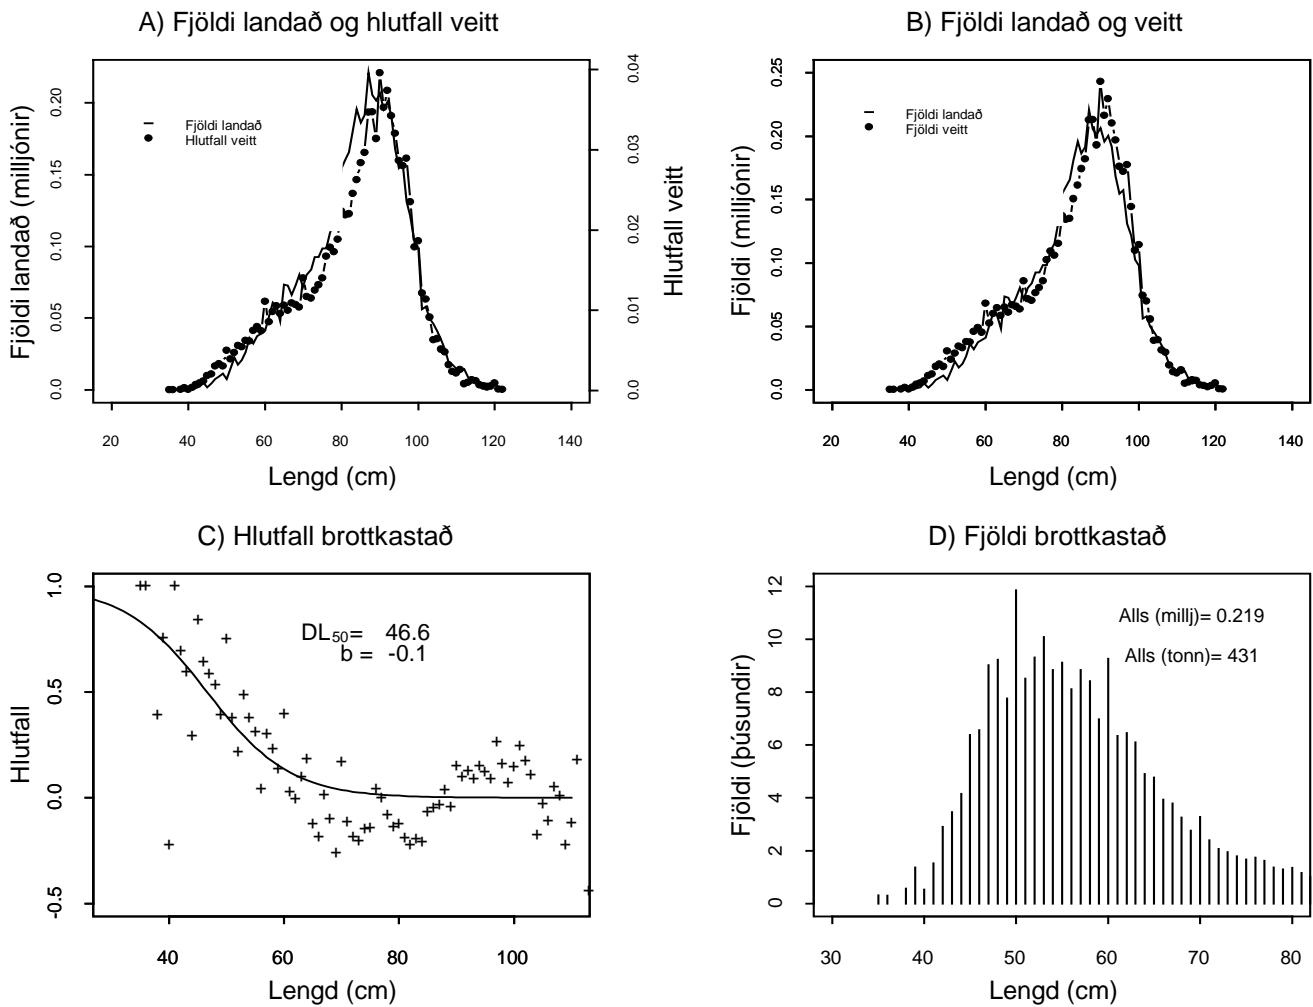 A) Fjöldi landað og hlutfall veitt
Fjöldi landað (milljónir)
0.20
0.15
0.10
0.05
0.0
Fjöldi landað
Hlutfall veitt
0.04
0.03
0.02
0.01
0.0
Hlutfall veitt
20 40 60 80 100 120 140
Lengd (cm)
B) Fjöldi landað og veitt
Fjöldi (milljónir)
0.25
0.20
0.15
0.10
0.05
0.0
Fjöldi landað
Fjöldi veitt
20 40 60 80 100 120 140
Lengd (cm)
C) Hlutfall brottkastað
Hlutfall
1.0
0.5
0.0
-0.5
DL50= 46.6
b = -0.1
40 60 80 100
Lengd (cm)
D) Fjöldi brottkastað
Fjöldi (þúsundir)
12
10
8
6
4
2
0
Alls (millj)= 0.219
Alls (tonn)= 431
30 40 50 60 70 80
Lengd (cm)